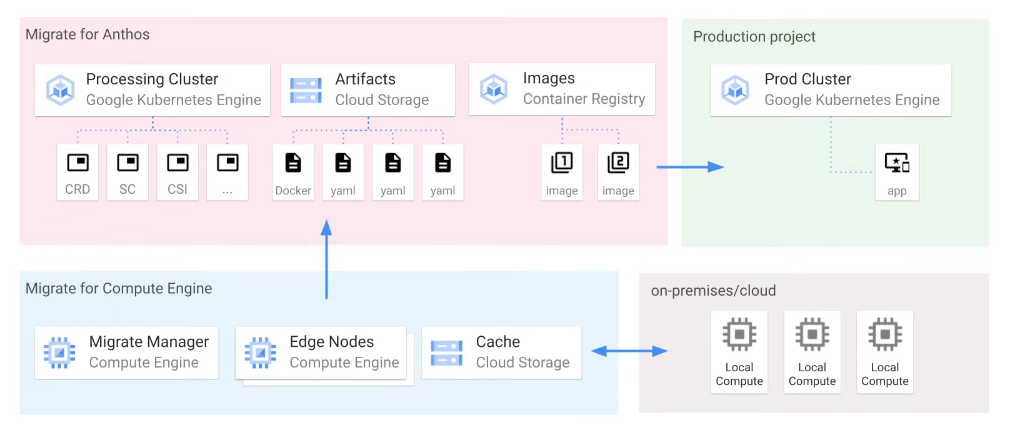 Migrate for Anthos
Processing Cluster
Google Kubernetes Engine
CRD
SC
CSI
...
Artifacts
Cloud Storage
Docker
yaml
yaml
yaml
Images
Container Registry
1
image
2
image
Production project
Prod Cluster
Google Kubernetes Engine
app
Migrate for Compute Engine
Migrate Manager
Compute Engine
Edge Nodes
Compute Engine
Cache
Cloud Storage
on-premises/cloud
Local
Compute
Local
Compute
Local
Compute